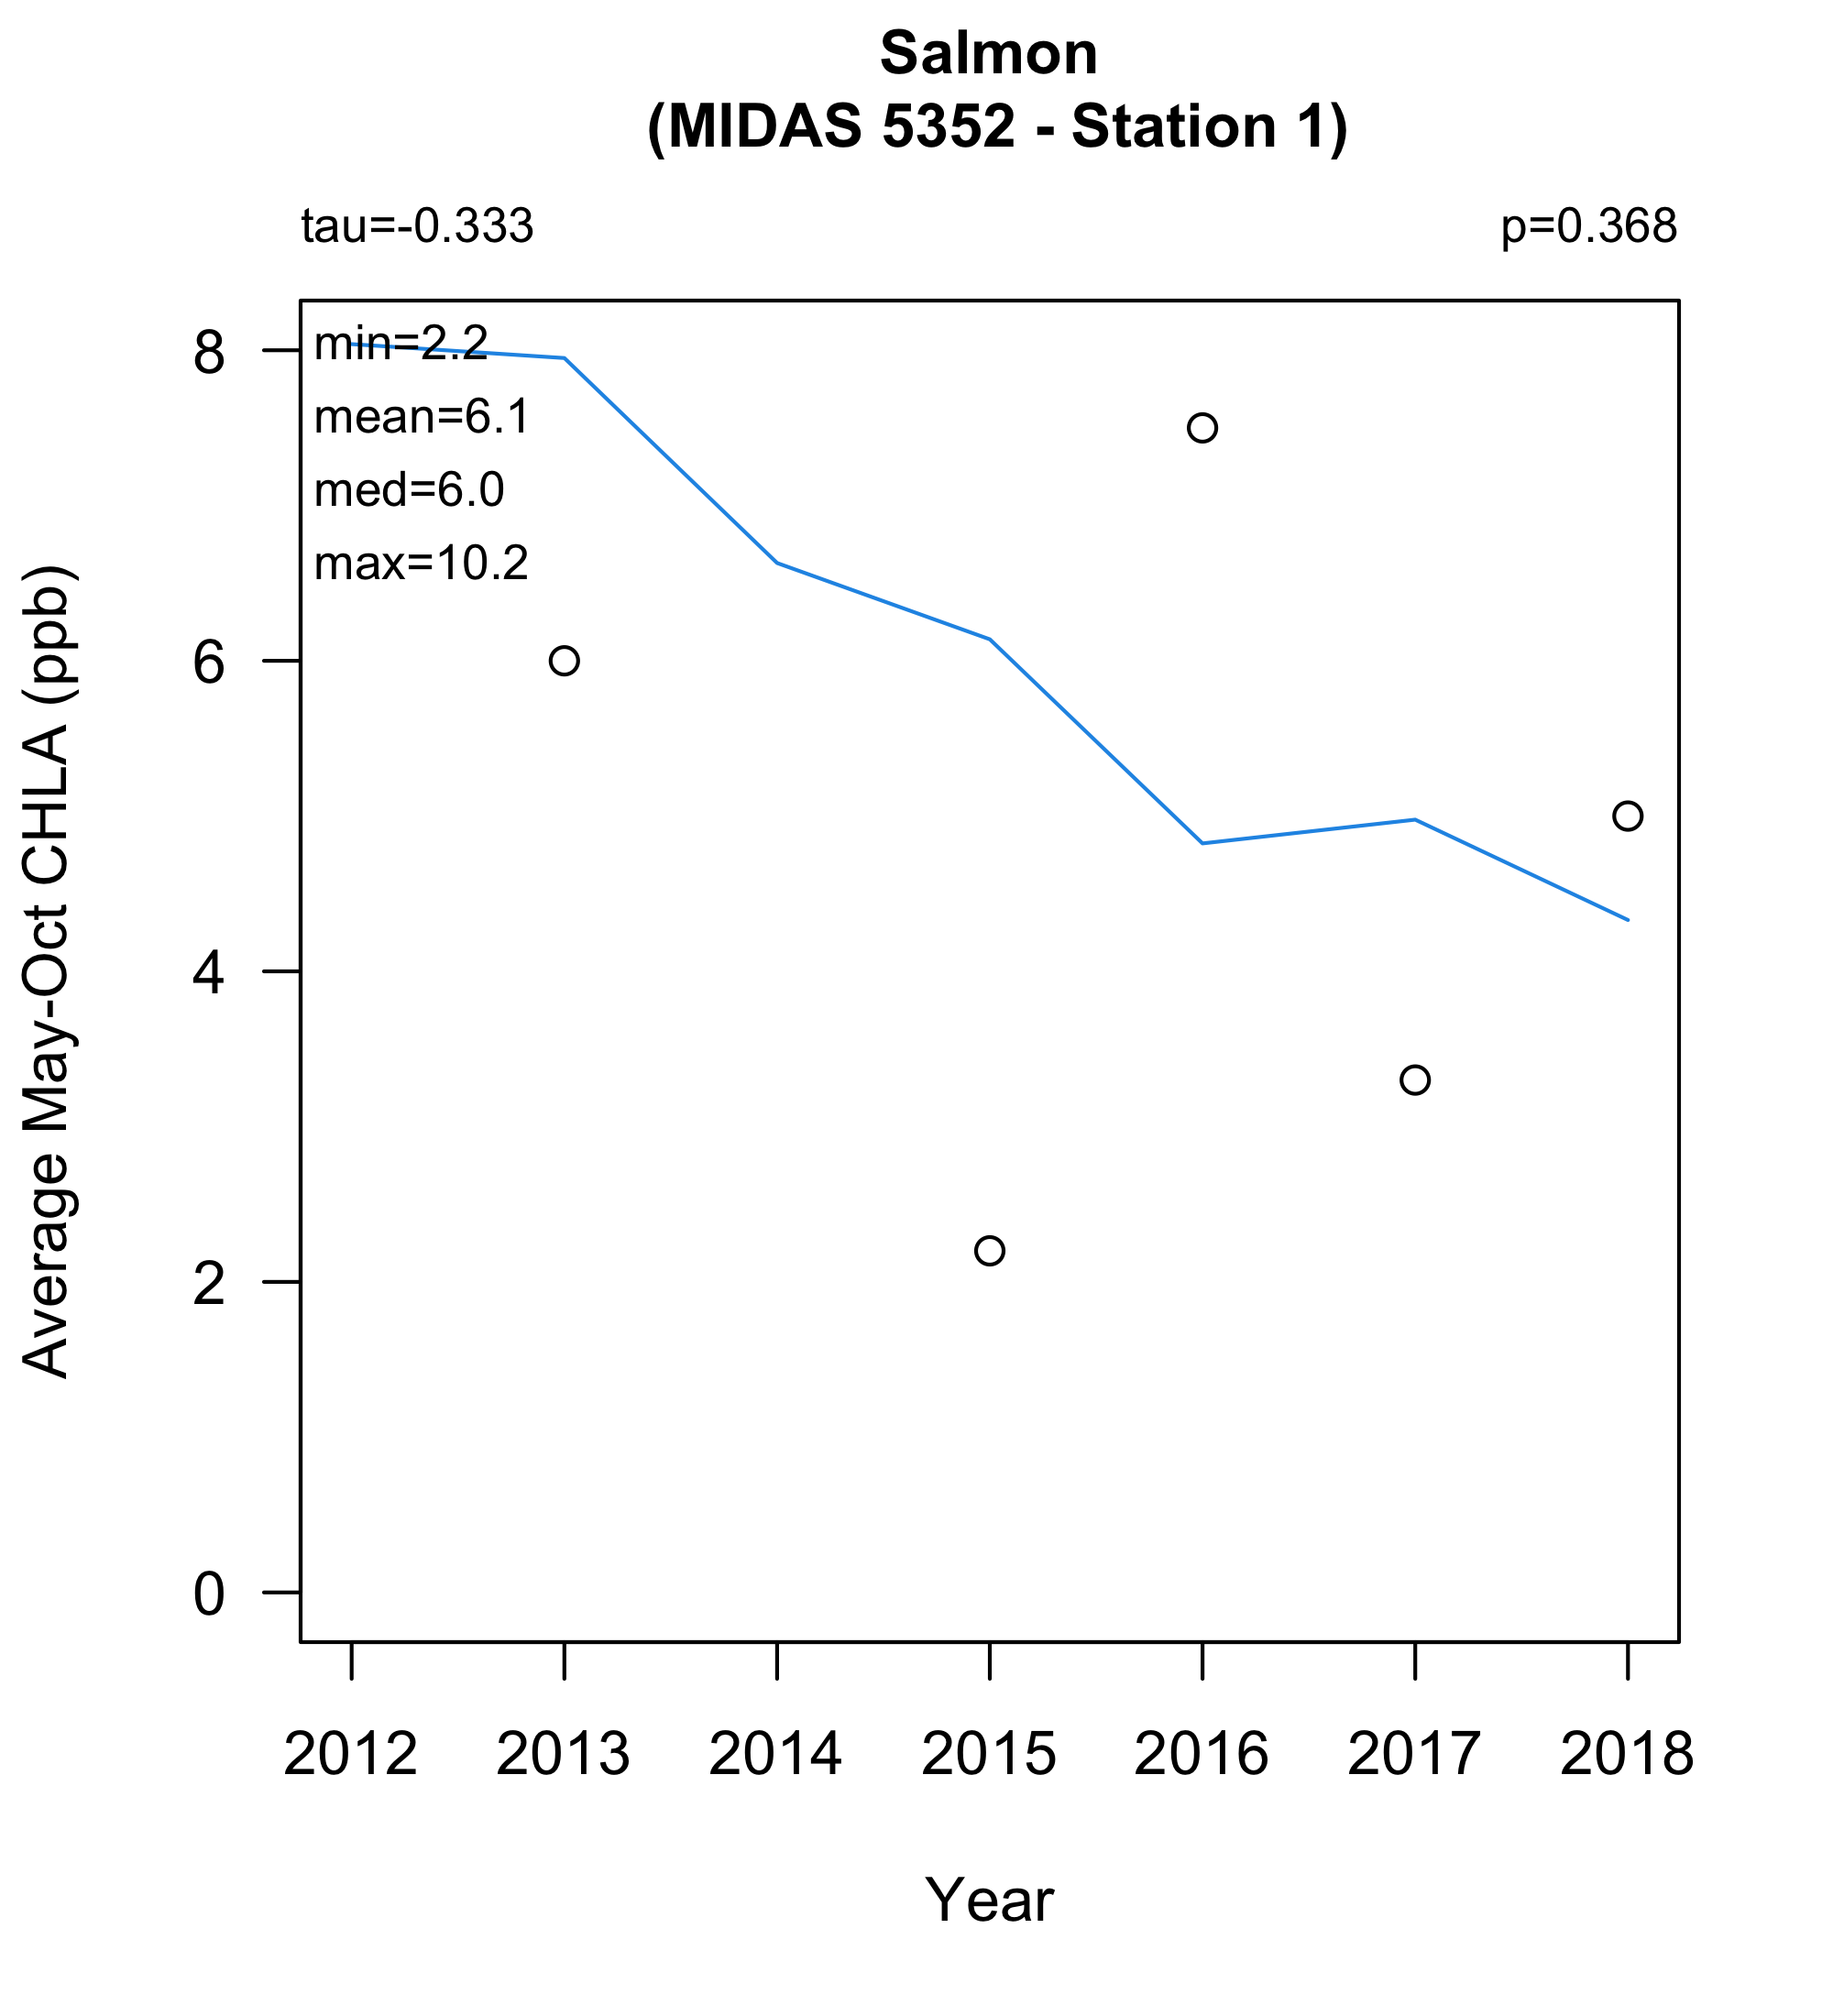 Salmon
(MIDAS 5352 - Station 1)
tau=-0.333
p=0.368
min=2.2
mean=6.1
med=6.0
max=10.2
Average May-Oct CHLA (ppb)
8
6
4
2
0
2012 2013 2014 2015 2016 2017 2018
Year